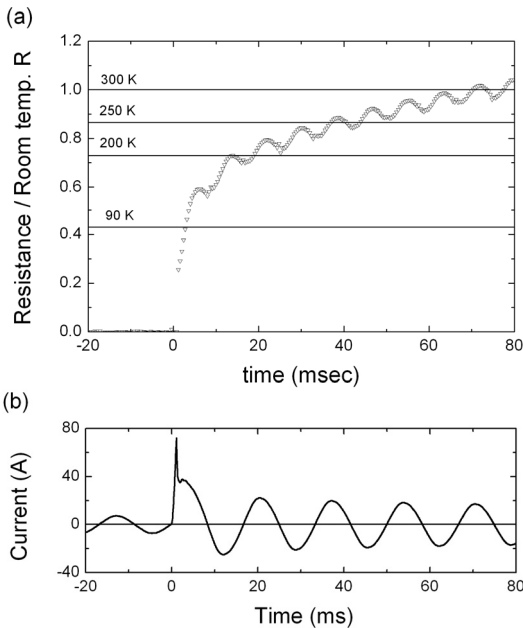 (a)
Resistance / Room temp. R
1.2
1.0
0.8
0.6
0.4
0.2
0.0
300 K
250 K
200 K
90 K
-20
0
20
40
60
80
time (msec)
(b)
Current (A)
80
40
0
-40
-20
0
20
40
60
80
Time (ms)